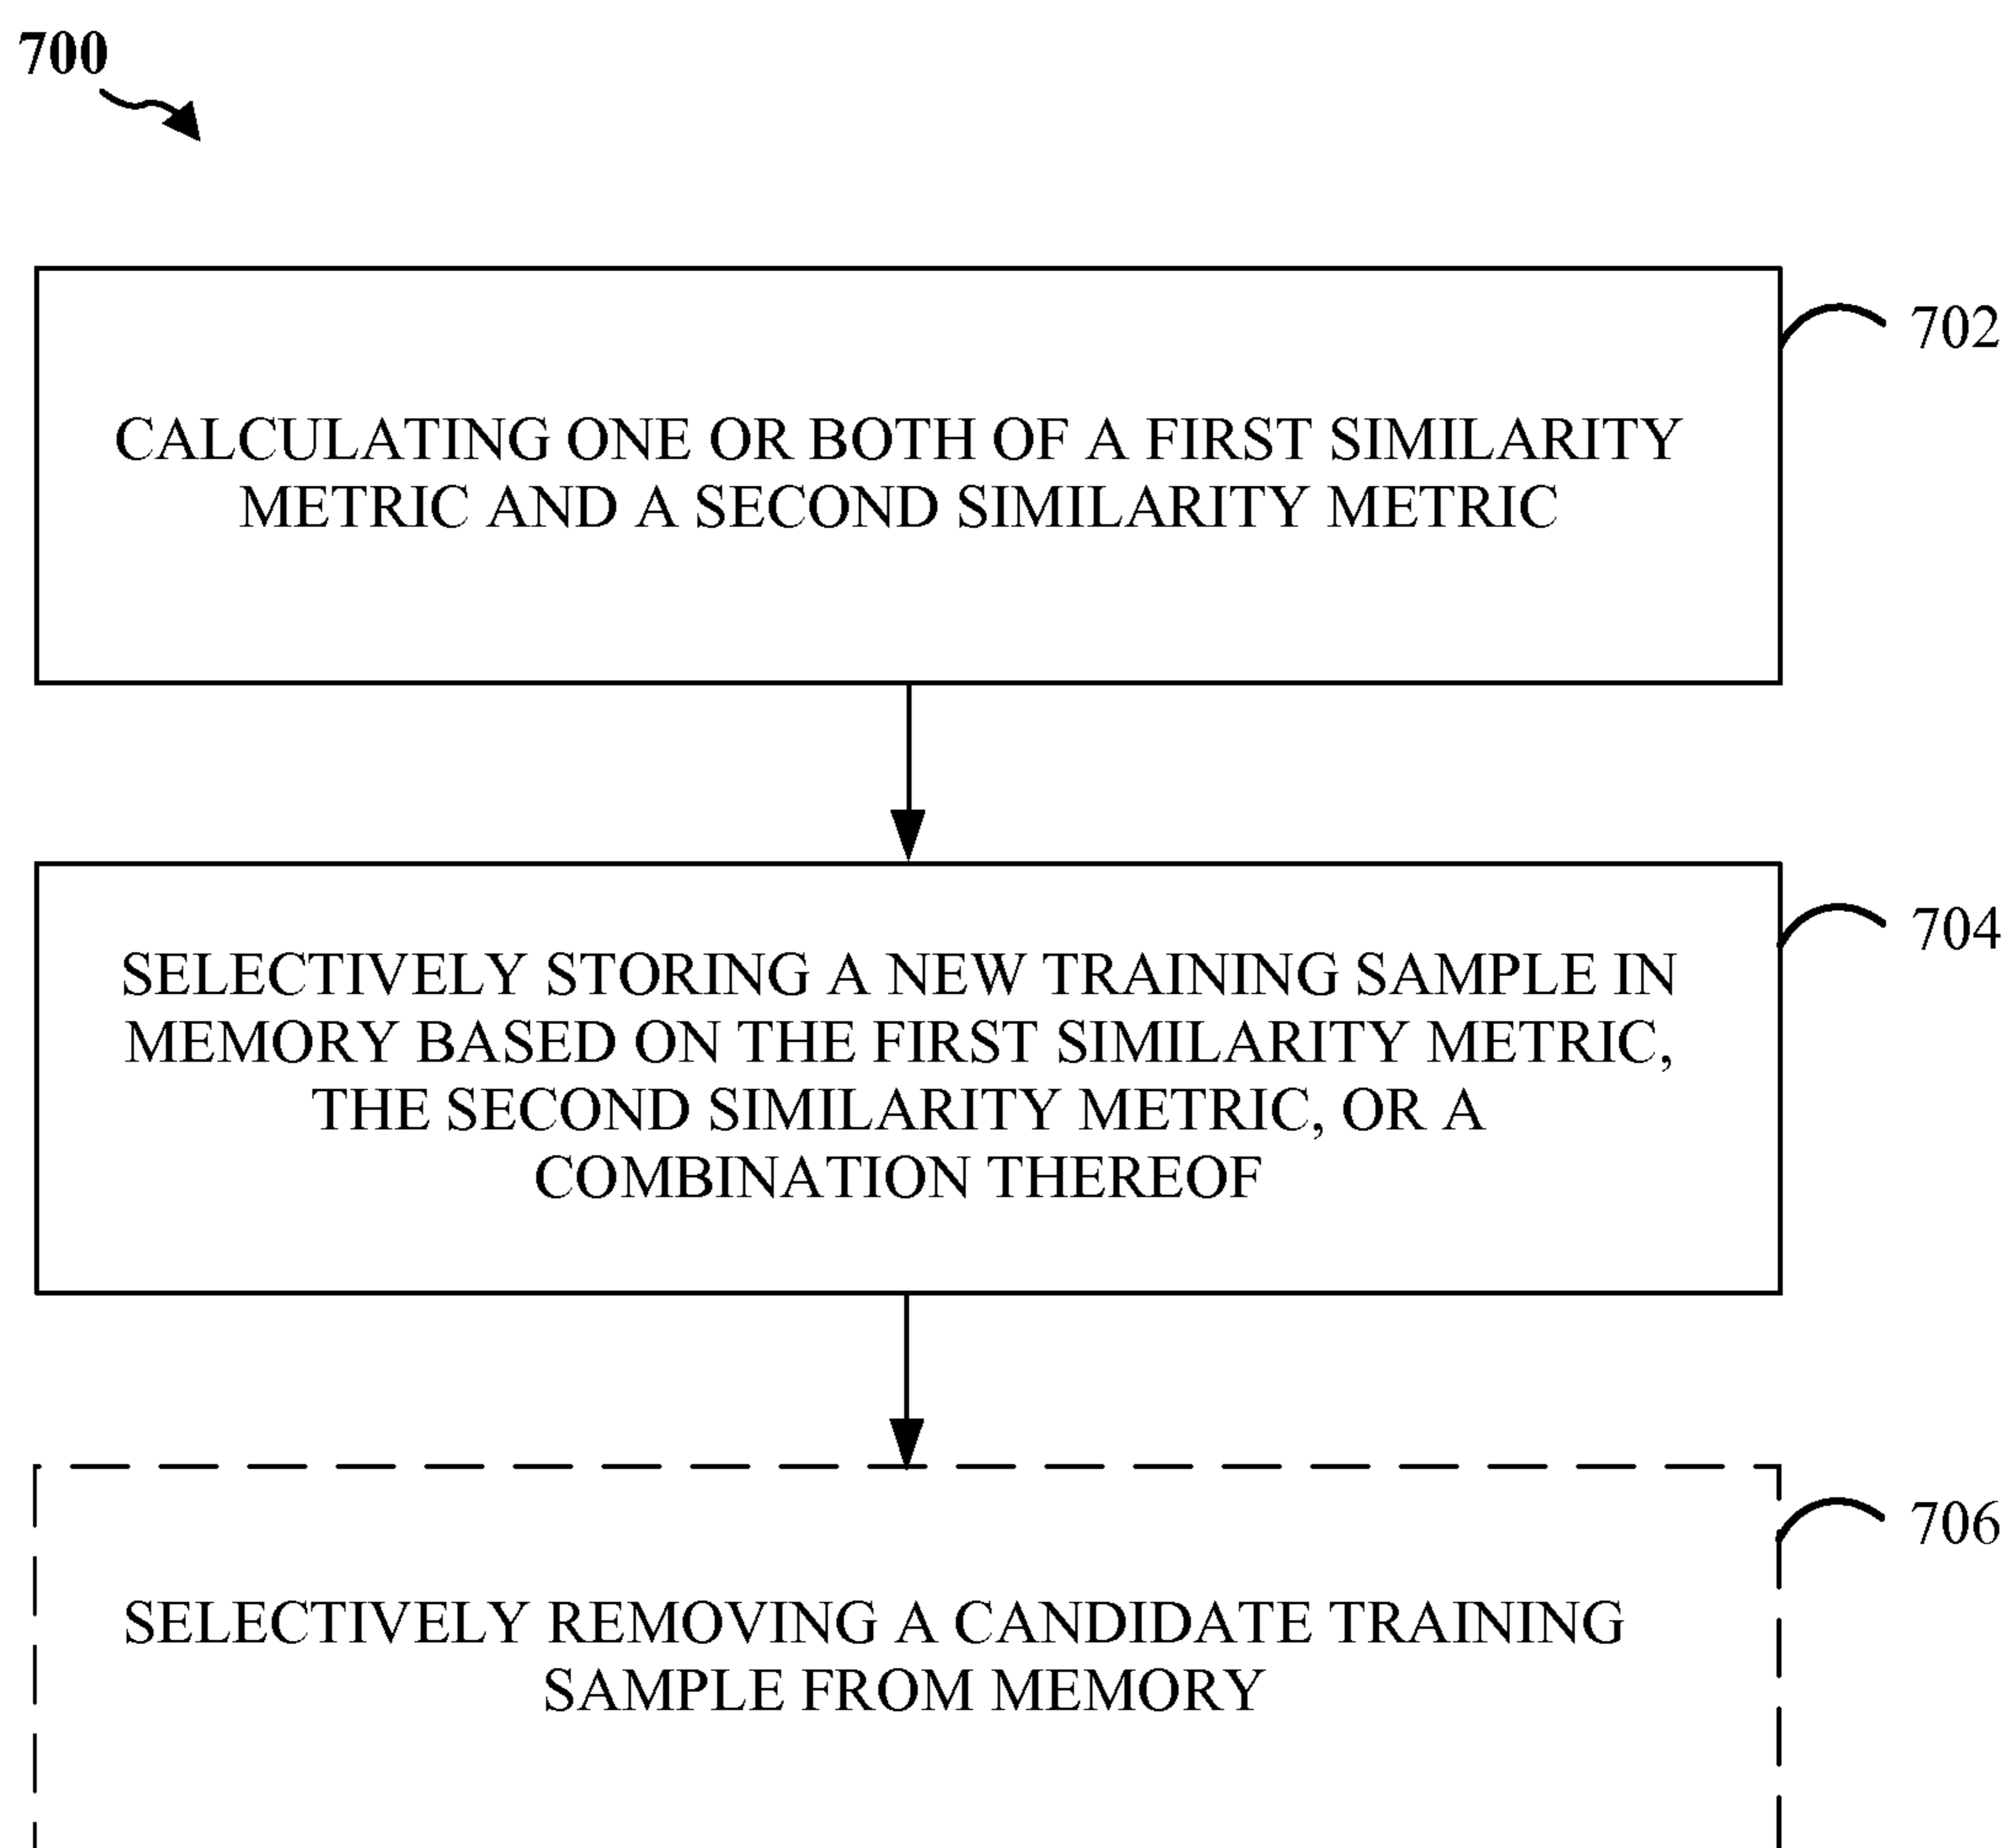 700
702
CALCULATING ONE OR BOTH OF A FIRST SIMILARITY
METRIC AND A SECOND SIMILARITY METRIC
704
SELECTIVELY STORING A NEW TRAINING SAMPLE IN
MEMORY BASED ON THE FIRST SIMILARITY METRIC,
THE SECOND SIMILARITY METRIC, OR A
COMBINATION THEREOF
706
SELECTIVELY REMOVING A CANDIDATE TRAINING
SAMPLE FROM MEMORY